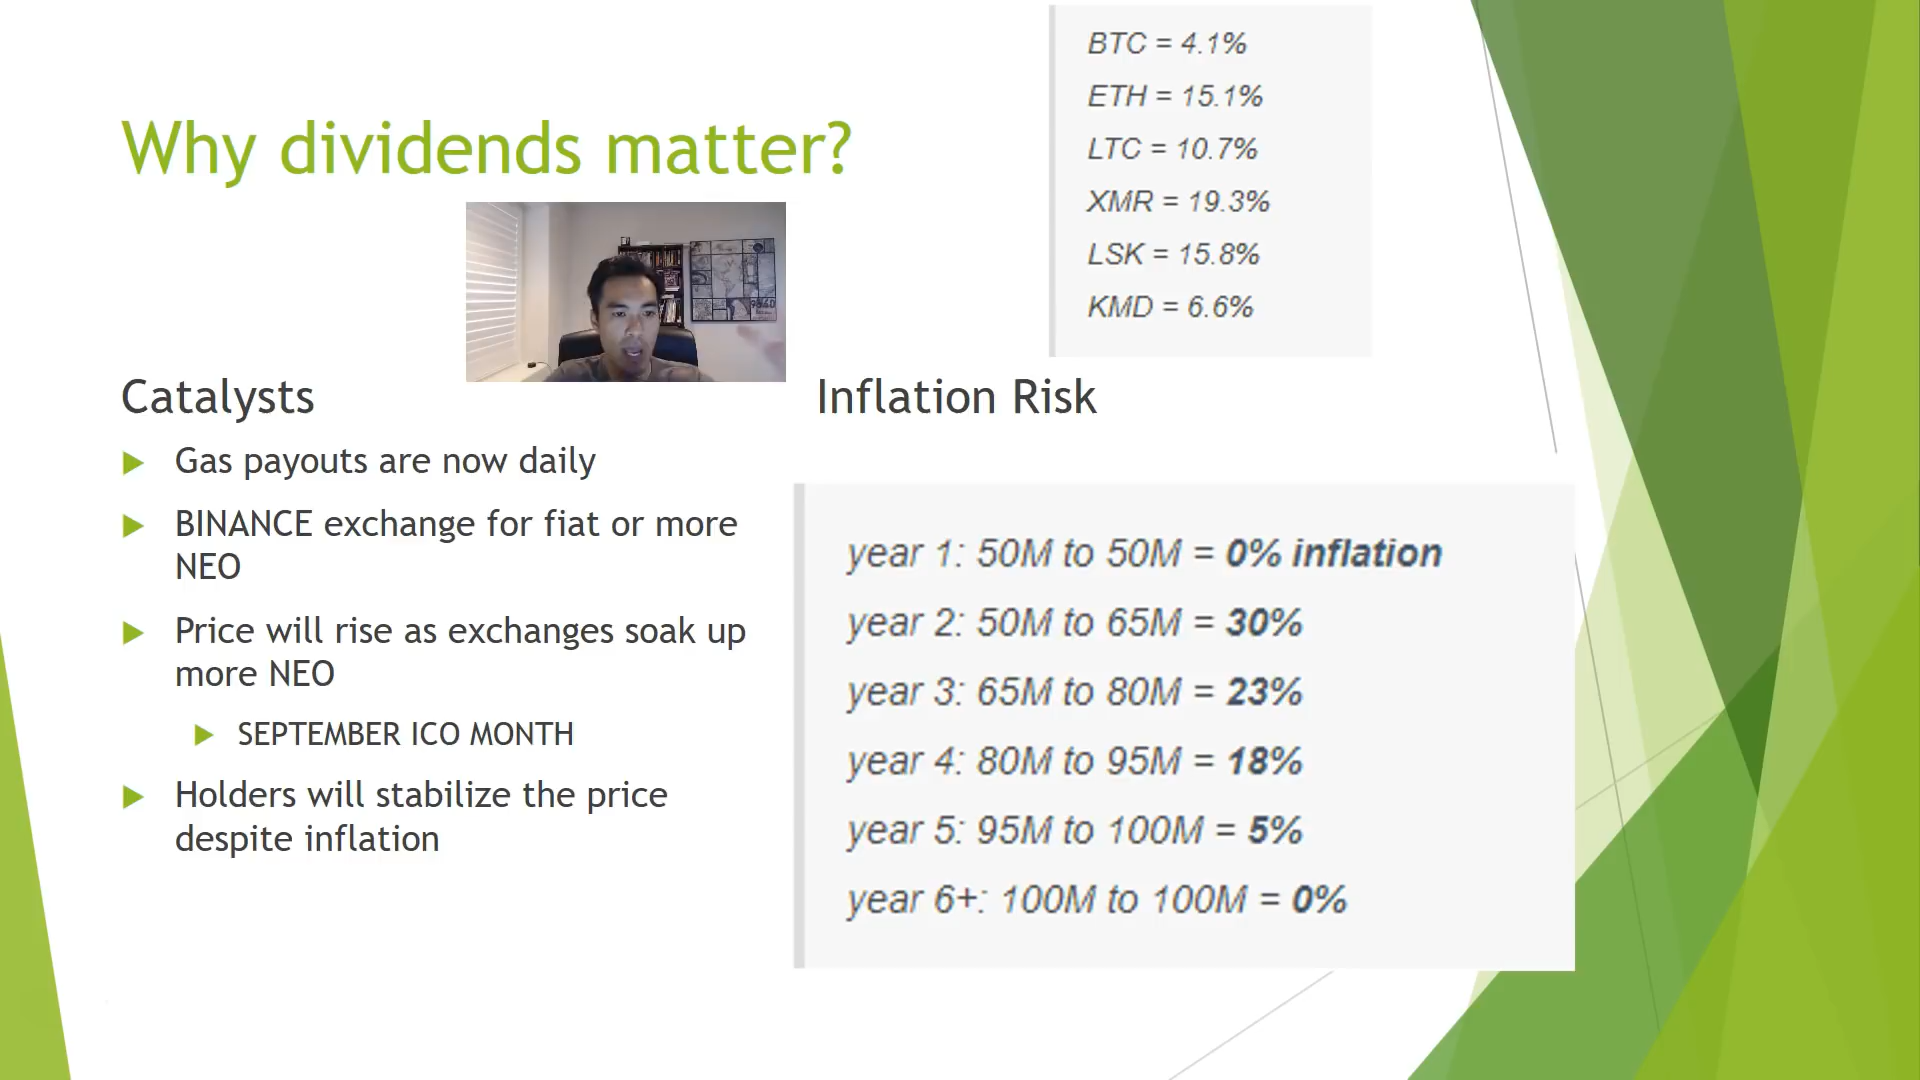 Why dividends matter?
BTC = 4.1%
ETH = 15.1%
LTC = 10.7%
XMR = 19.3%
LSK = 15.8%
KMD = 6.6%
Catalysts
Gas payouts are now daily
BINANCE exchange for fiat or more
NEO
Price will rise as exchanges soak up
more NEO
SEPTEMBER ICO MONTH
Holders will stabilize the price
despite inflation
Inflation Risk
year 1: 50M to 50M = 0% inflation
year 2: 50M to 65M = 30%
year 3: 65M to 80M = 23%
year 4: 80M to 95M = 18%
year 5: 95M to 100M = 5%
year 6+: 100M to 100M = 0%